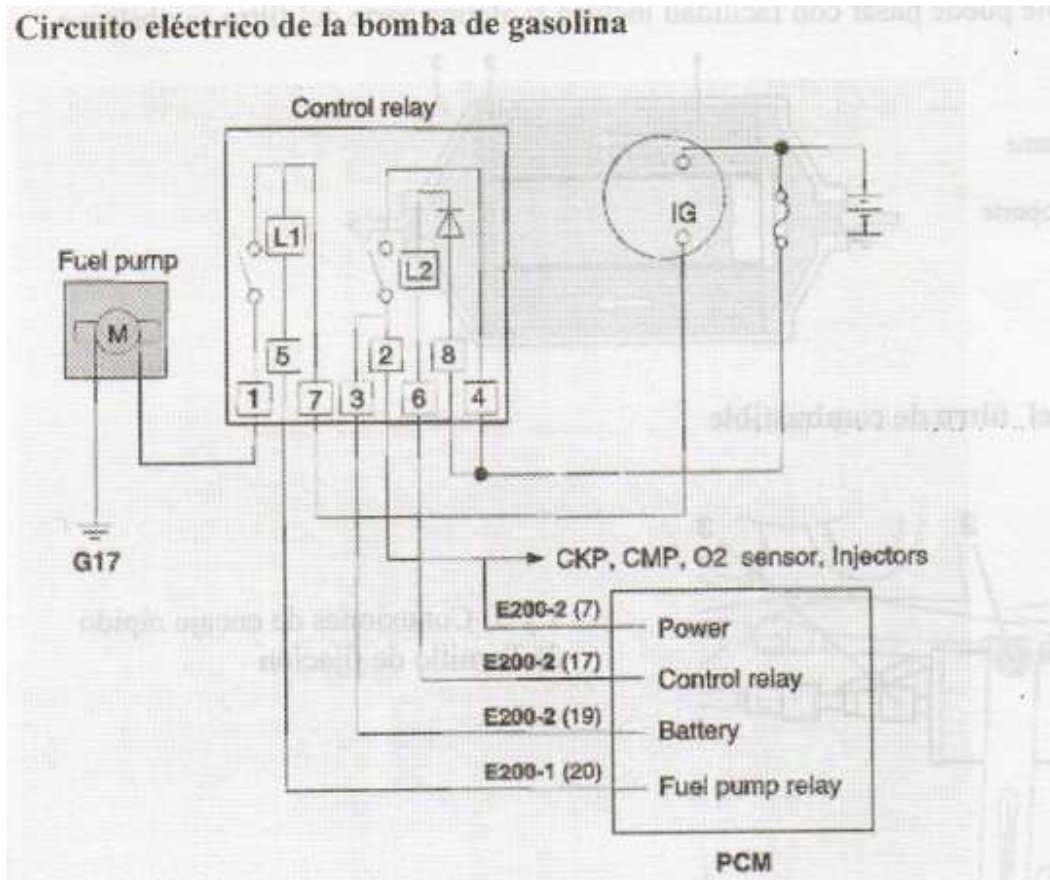 Circuito eléctrico de la bomba de gasolina
Control relay
IG
L1
L2
Fuel pump
M
5
2
8
1
7
3
6
4
G17
CKP, CMP, O2 sensor, Injectors
E200-2 (7)
Power
E200-2 (17)
Control relay
E200-2 (19)
Battery
E200-1 (20)
Fuel pump relay
PCM